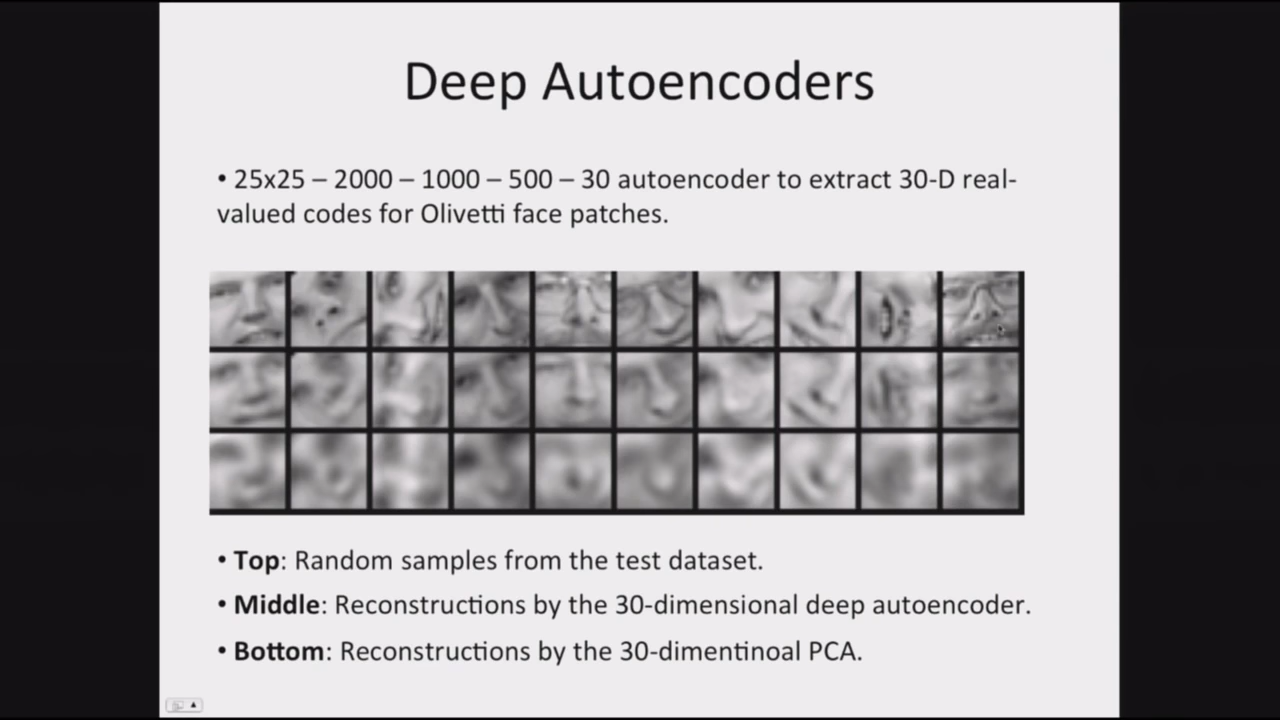 Deep Autoencoders
• 25x25 – 2000 – 1000 – 500 – 30 autoencoder to extract 30-D real-
valued codes for Olivetti face patches.
• Top: Random samples from the test dataset.
• Middle: Reconstructions by the 30-dimensional deep autoencoder.
• Bottom: Reconstructions by the 30-dimentinoal PCA.